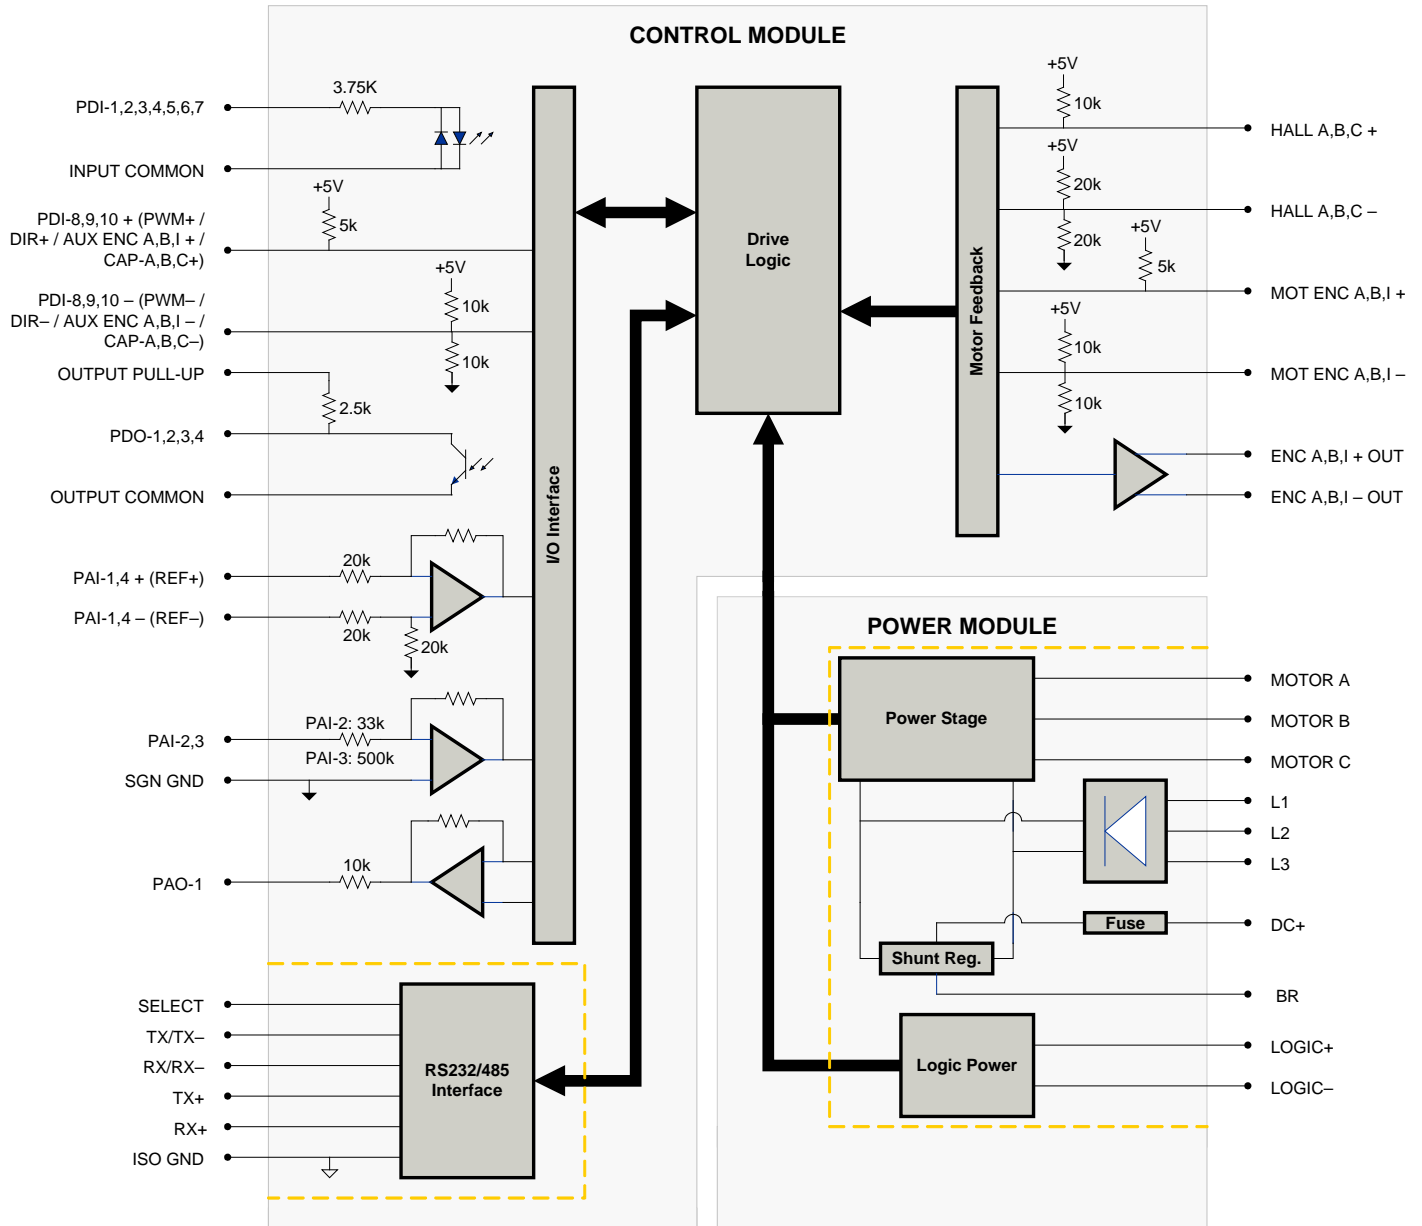 CONTROL MODULE
PDI-1,2,3,4,5,6,7
3.75K
INPUT COMMON
+5V
5k
PDI-8,9,10 + (PWM+ /
DIR+ / AUX ENC A,B,I + /
CAP-A,B,C+)
+5V
10k
10k
PDI-8,9,10 – (PWM– /
DIR– / AUX ENC A,B,I – /
CAP-A,B,C–)
OUTPUT PULL-UP
2.5k
PDO-1,2,3,4
OUTPUT COMMON
PAI-1,4 + (REF+)
20k
PAI-1,4 – (REF–)
20k
20k
PAI-2,3
PAI-2: 33k
PAI-3: 500k
SGN GND
PAO-1
10k
I/O Interface
Drive
Logic
Motor Feedback
+5V
10k
HALL A,B,C +
+5V
20k
20k
HALL A,B,C –
+5V
5k
MOT ENC A,B,I +
+5V
10k
10k
MOT ENC A,B,I –
ENC A,B,I + OUT
ENC A,B,I – OUT
SELECT
TX/TX–
RX/RX–
TX+
RX+
ISO GND
RS232/485
Interface
POWER MODULE
Power Stage
MOTOR A
MOTOR B
MOTOR C
L1
L2
L3
Fuse
DC+
Shunt Reg.
BR
Logic Power
LOGIC+
LOGIC–